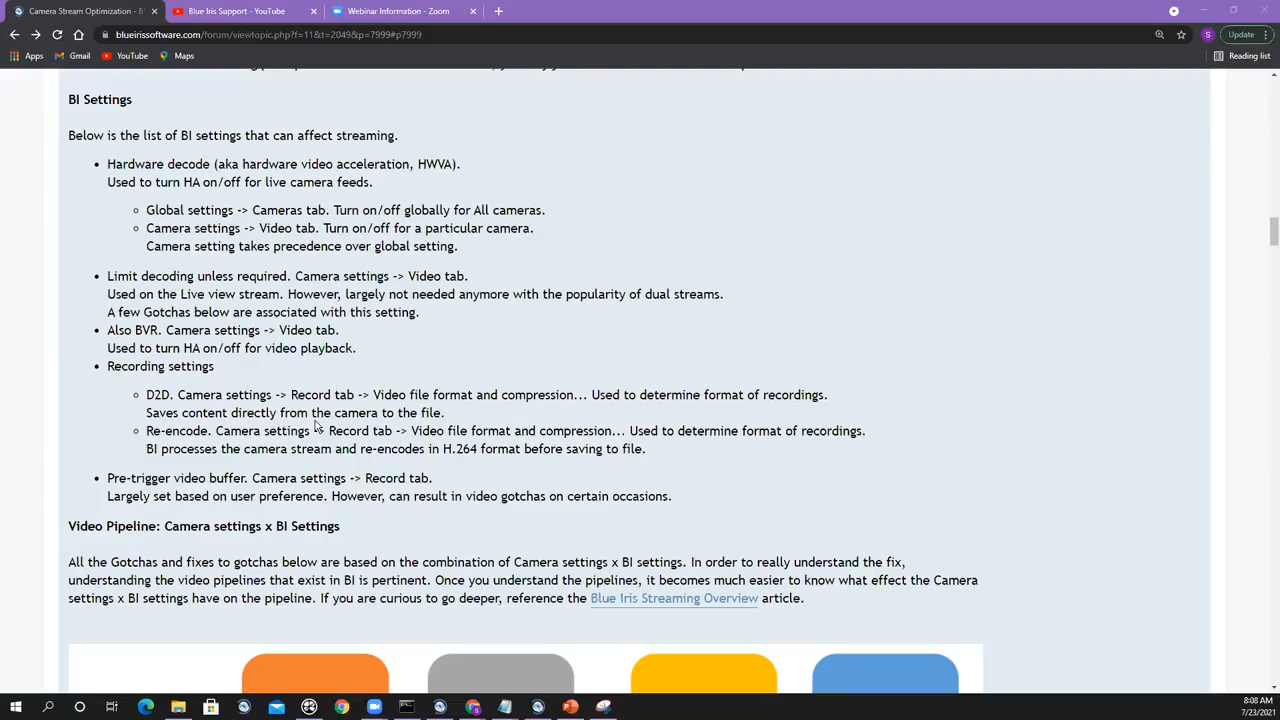 Camera Stream Optimization - B
Blue Iris Support - YouTube
Webinar Information - Zoom
blueirissoftware.com/forum/viewtopic.php?f=11&t=2049&p=7999#p7999
S
Update
Apps
Gmail
YouTube
Maps
Reading list
BI Settings
Below is the list of BI settings that can affect streaming.
• Hardware decode (aka hardware video acceleration, HWVA).
Used to turn HA on/off for live camera feeds.
Global settings -> Cameras tab. Turn on/off globally for All cameras.
Camera settings -> Video tab. Turn on/off for a particular camera.
Camera setting takes precedence over global setting.
• Limit decoding unless required. Camera settings -> Video tab.
Used on the Live view stream. However, largely not needed anymore with the popularity of dual streams.
A few Gotchas below are associated with this setting.
• Also BVR. Camera settings -> Video tab.
Used to turn HA on/off for video playback.
• Recording settings
D2D. Camera settings -> Record tab -> Video file format and compression... Used to determine format of recordings.
Saves content directly from the camera to the file.
Re-encode. Camera settings -> Record tab -> Video file format and compression... Used to determine format of recordings.
BI processes the camera stream and re-encodes in H.264 format before saving to file.
• Pre-trigger video buffer. Camera settings -> Record tab.
Largely set based on user preference. However, can result in video gotchas on certain occasions.
Video Pipeline: Camera settings x BI Settings
All the Gotchas and fixes to gotchas below are based on the combination of Camera settings x BI settings. In order to really understand the fix,
understanding the video pipelines that exist in BI is pertinent. Once you understand the pipelines, it becomes much easier to know what effect the Camera
settings x BI settings have on the pipeline. If you are curious to go deeper, reference the Blue Iris Streaming Overview article.
8:08 AM
7/23/2021